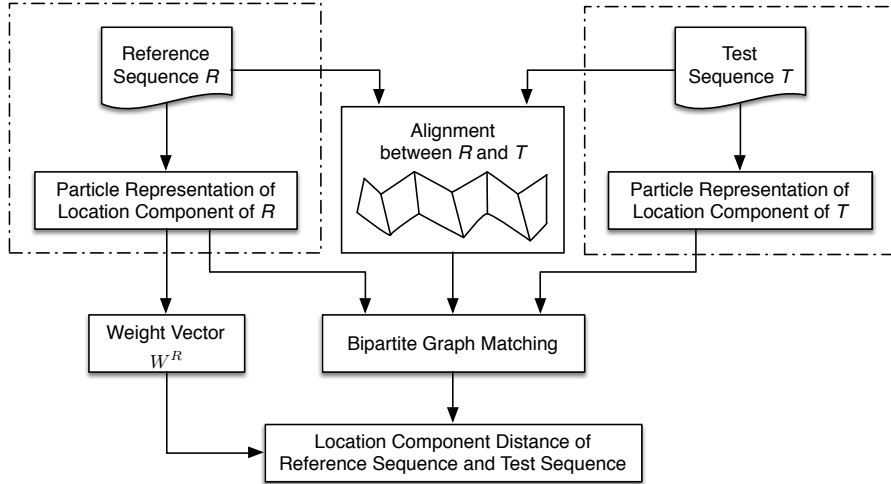 Reference
Sequence R
Test
Sequence T
Alignment
between R and T
Particle Representation of
Location Component of R
Particle Representation of
Location Component of T
Weight Vector
W^R
Bipartite Graph Matching
Location Component Distance of
Reference Sequence and Test Sequence